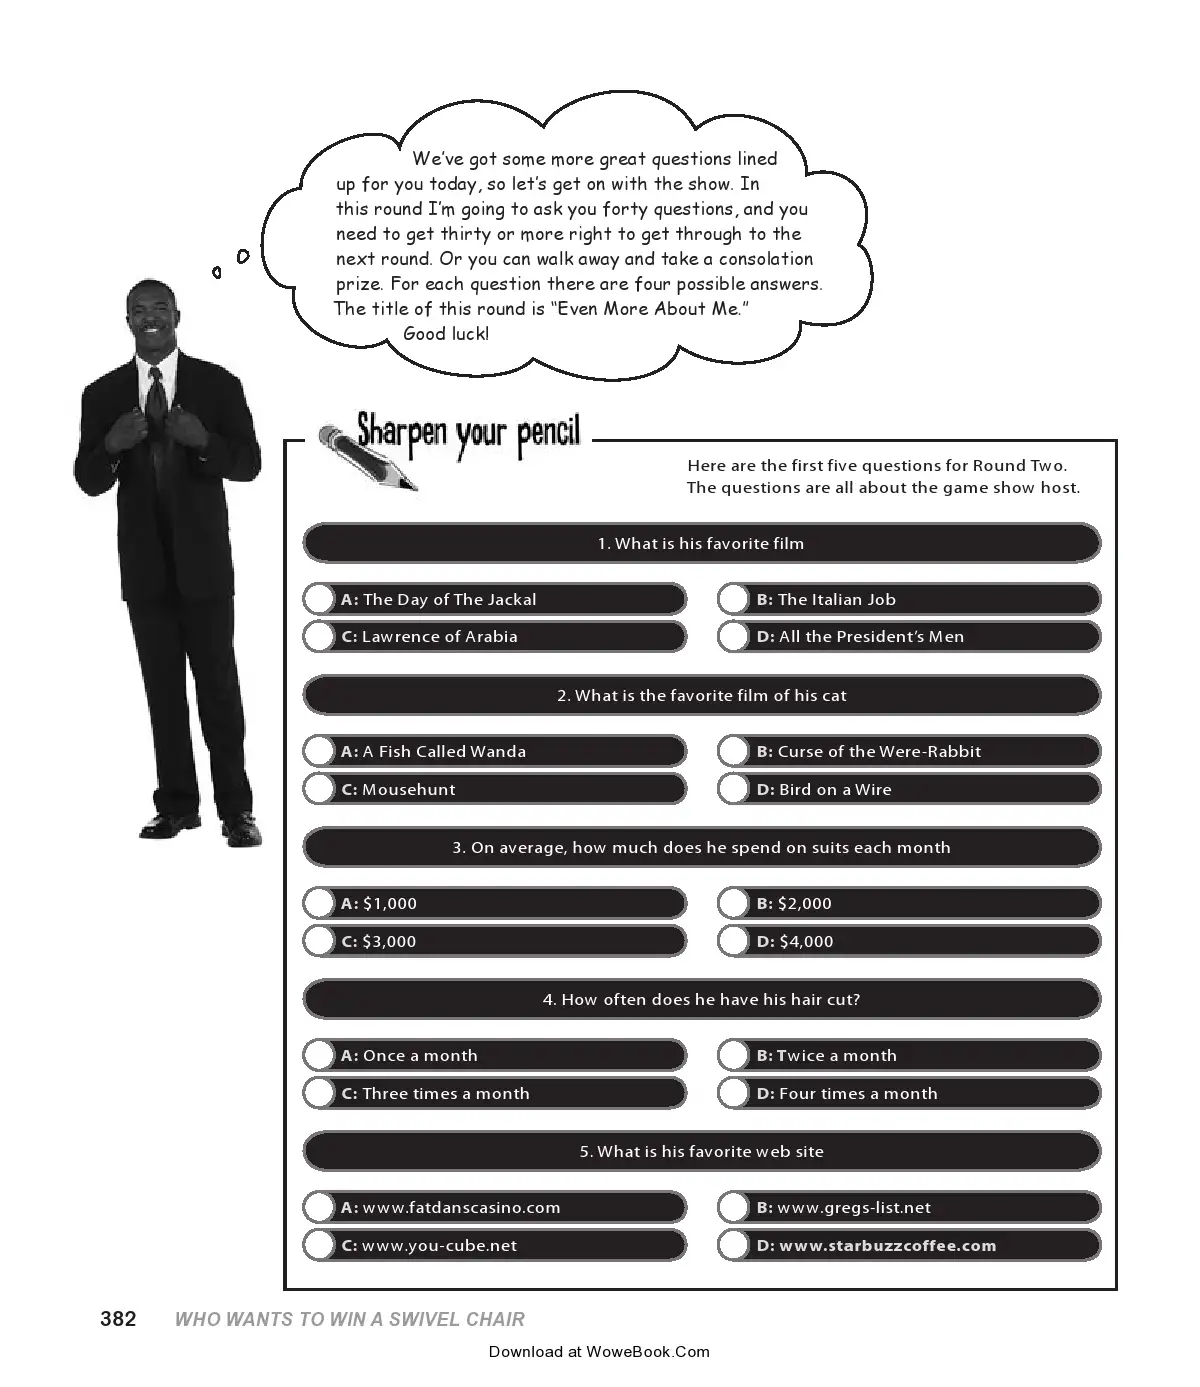 We've got some more great questions lined
up for you today, so let's get on with the show. In
this round I'm going to ask you forty questions, and you
need to get thirty or more right to get through to the
next round. Or you can walk away and take a consolation
prize. For each question there are four possible answers.
The title of this round is “Even More About Me.”
Good luck!
Sharpen your pencil
Here are the first five questions for Round Two.
The questions are all about the game show host.
1. What is his favorite film
A: The Day of The Jackal
B: The Italian Job
C: Lawrence of Arabia
D: All the President’s Men
2. What is the favorite film of his cat
A: A Fish Called Wanda
B: Curse of the Were-Rabbit
C: Mousehunt
D: Bird on a Wire
3. On average, how much does he spend on suits each month
A: $1,000
B: $2,000
C: $3,000
D: $4,000
4. How often does he have his hair cut?
A: Once a month
B: Twice a month
C: Three times a month
D: Four times a month
5. What is his favorite web site
A: www.fatdanscasino.com
B: www.gregs-list.net
C: www.you-cube.net
D: www.starbuzzcoffee.com
382 WHO WANTS TO WIN A SWIVEL CHAIR
Download at WoweBook.Com